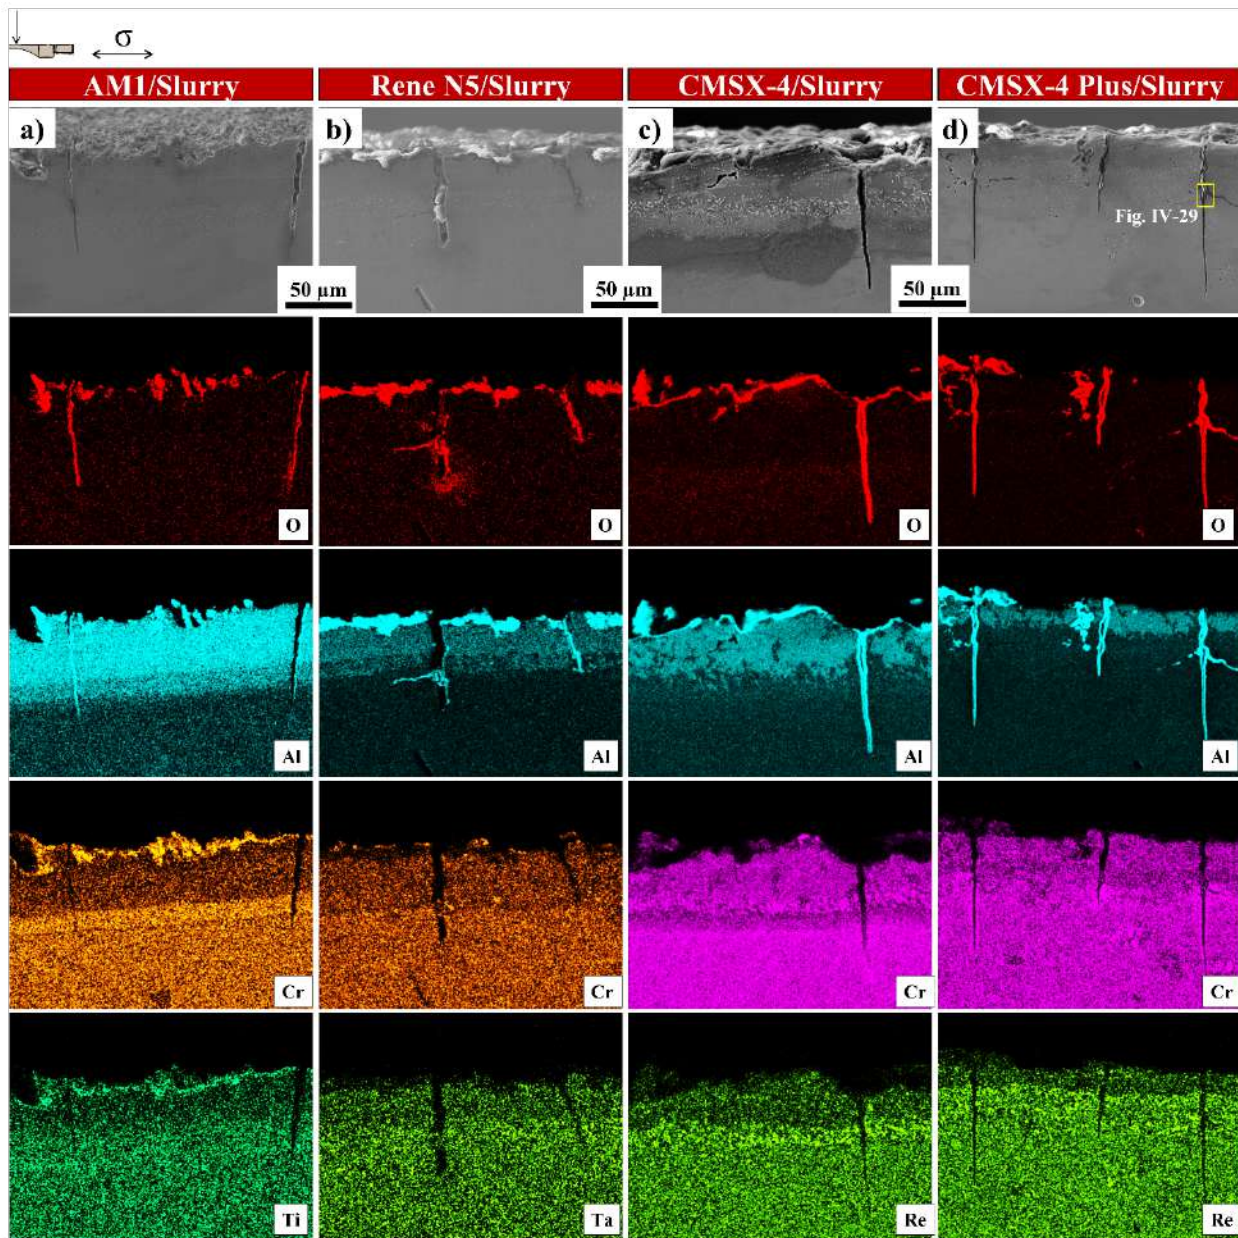 σ
AM1/Slurry
Rene N5/Slurry
CMSX-4/Slurry
CMSX-4 Plus/Slurry
a)
b)
c)
d)
Fig. IV-29
50 μm
50 μm
50 μm
O
O
O
O
Al
Al
Al
Al
Cr
Cr
Cr
Cr
Ti
Ta
Re
Re